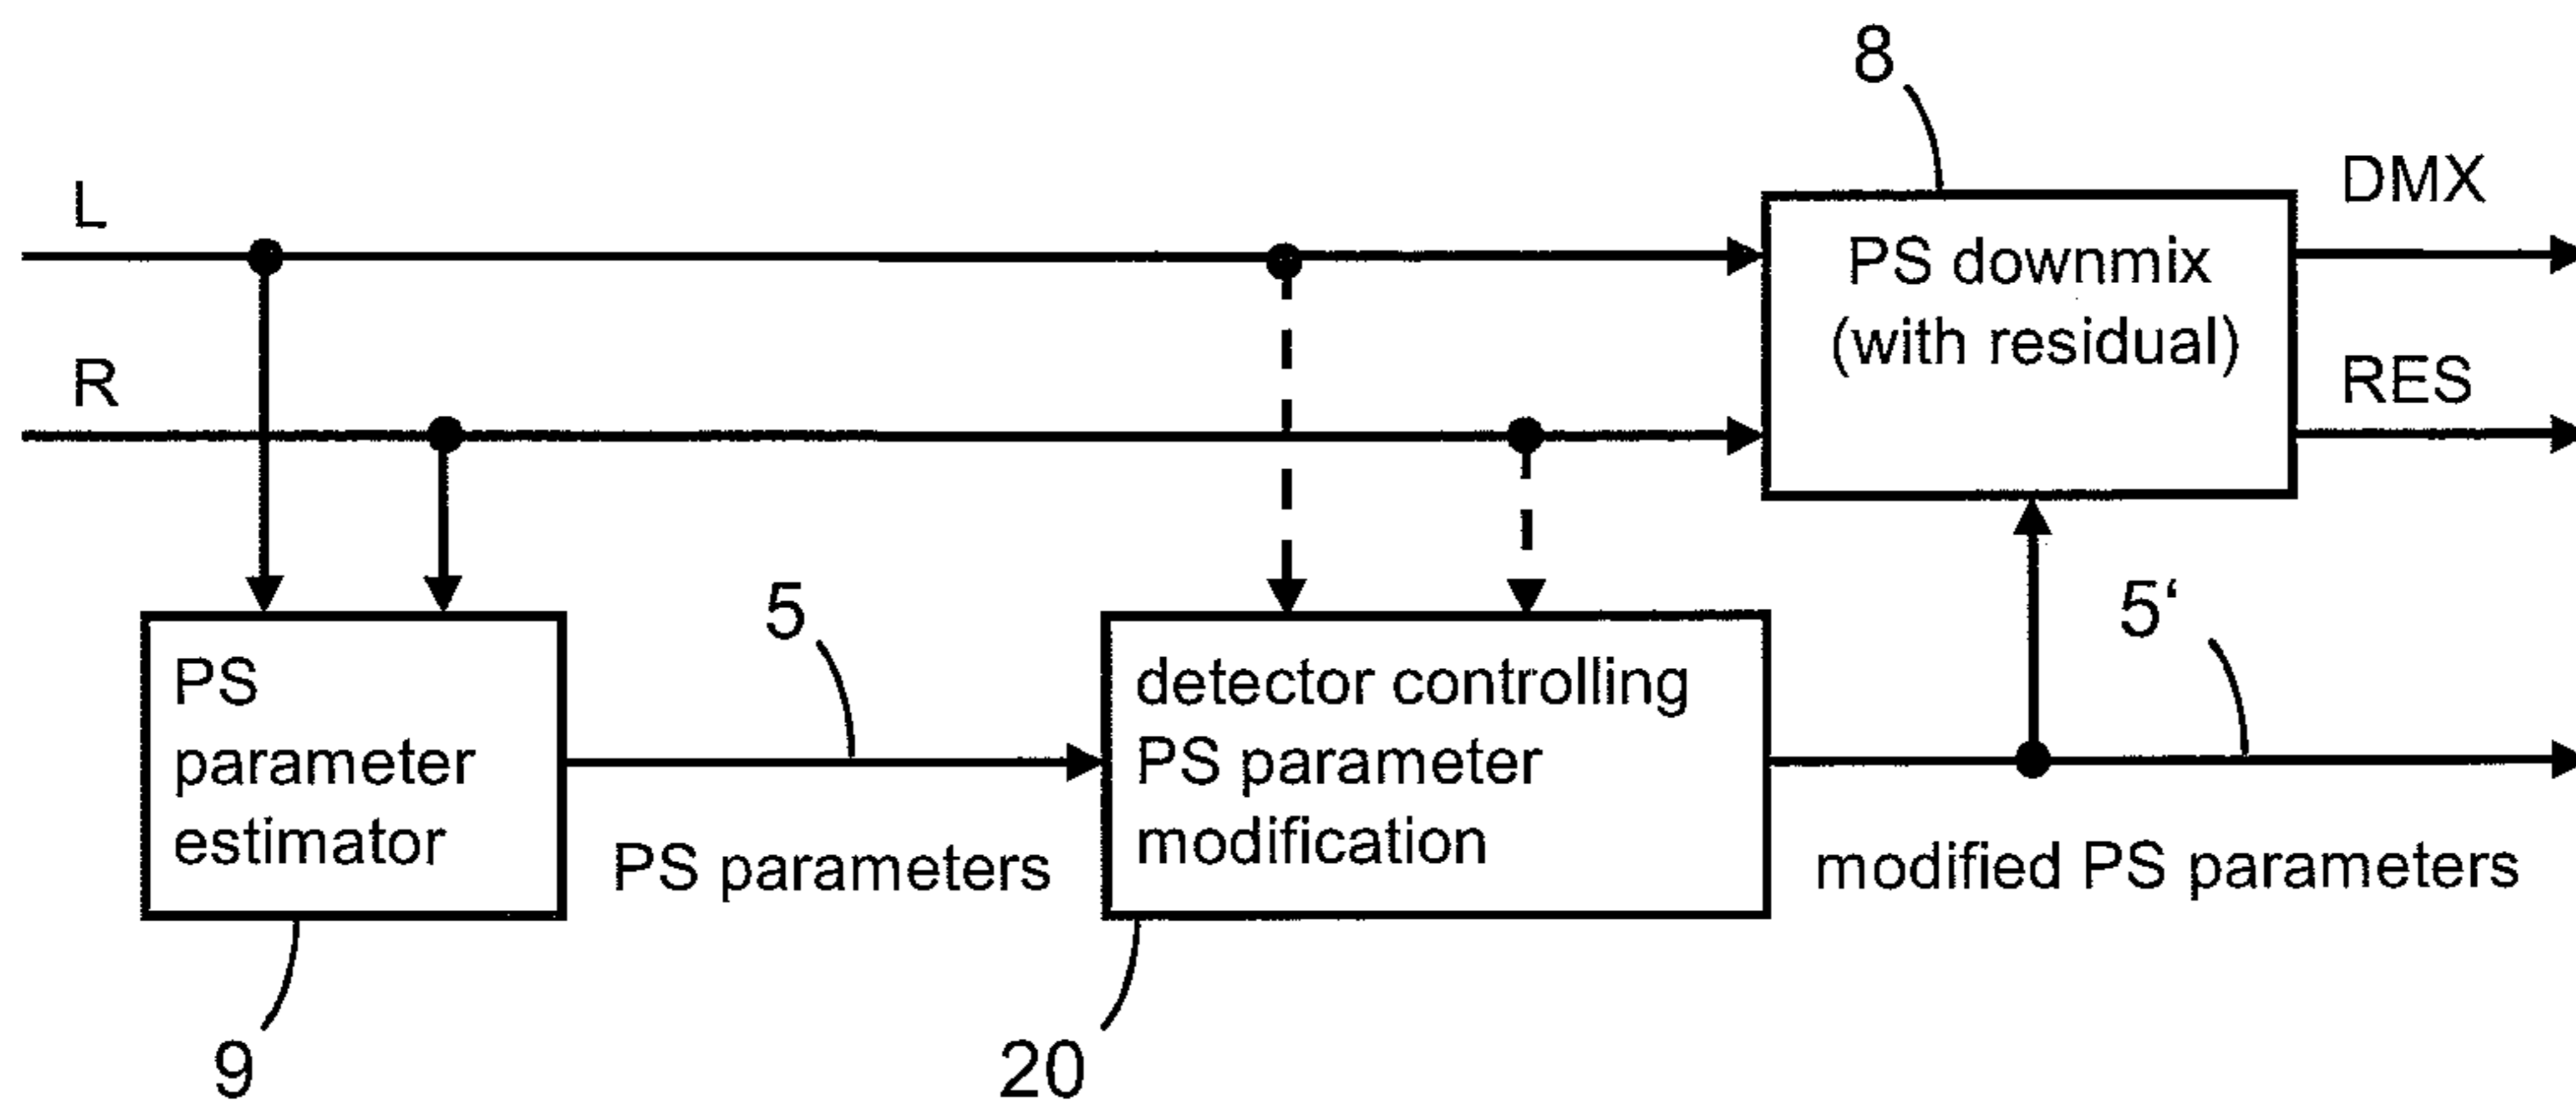 8
L
DMX
PS downmix
(with residual)
R
RES
5
5‘
PS
parameter
estimator
detector controlling
PS parameter
modification
PS parameters
modified PS parameters
9
20